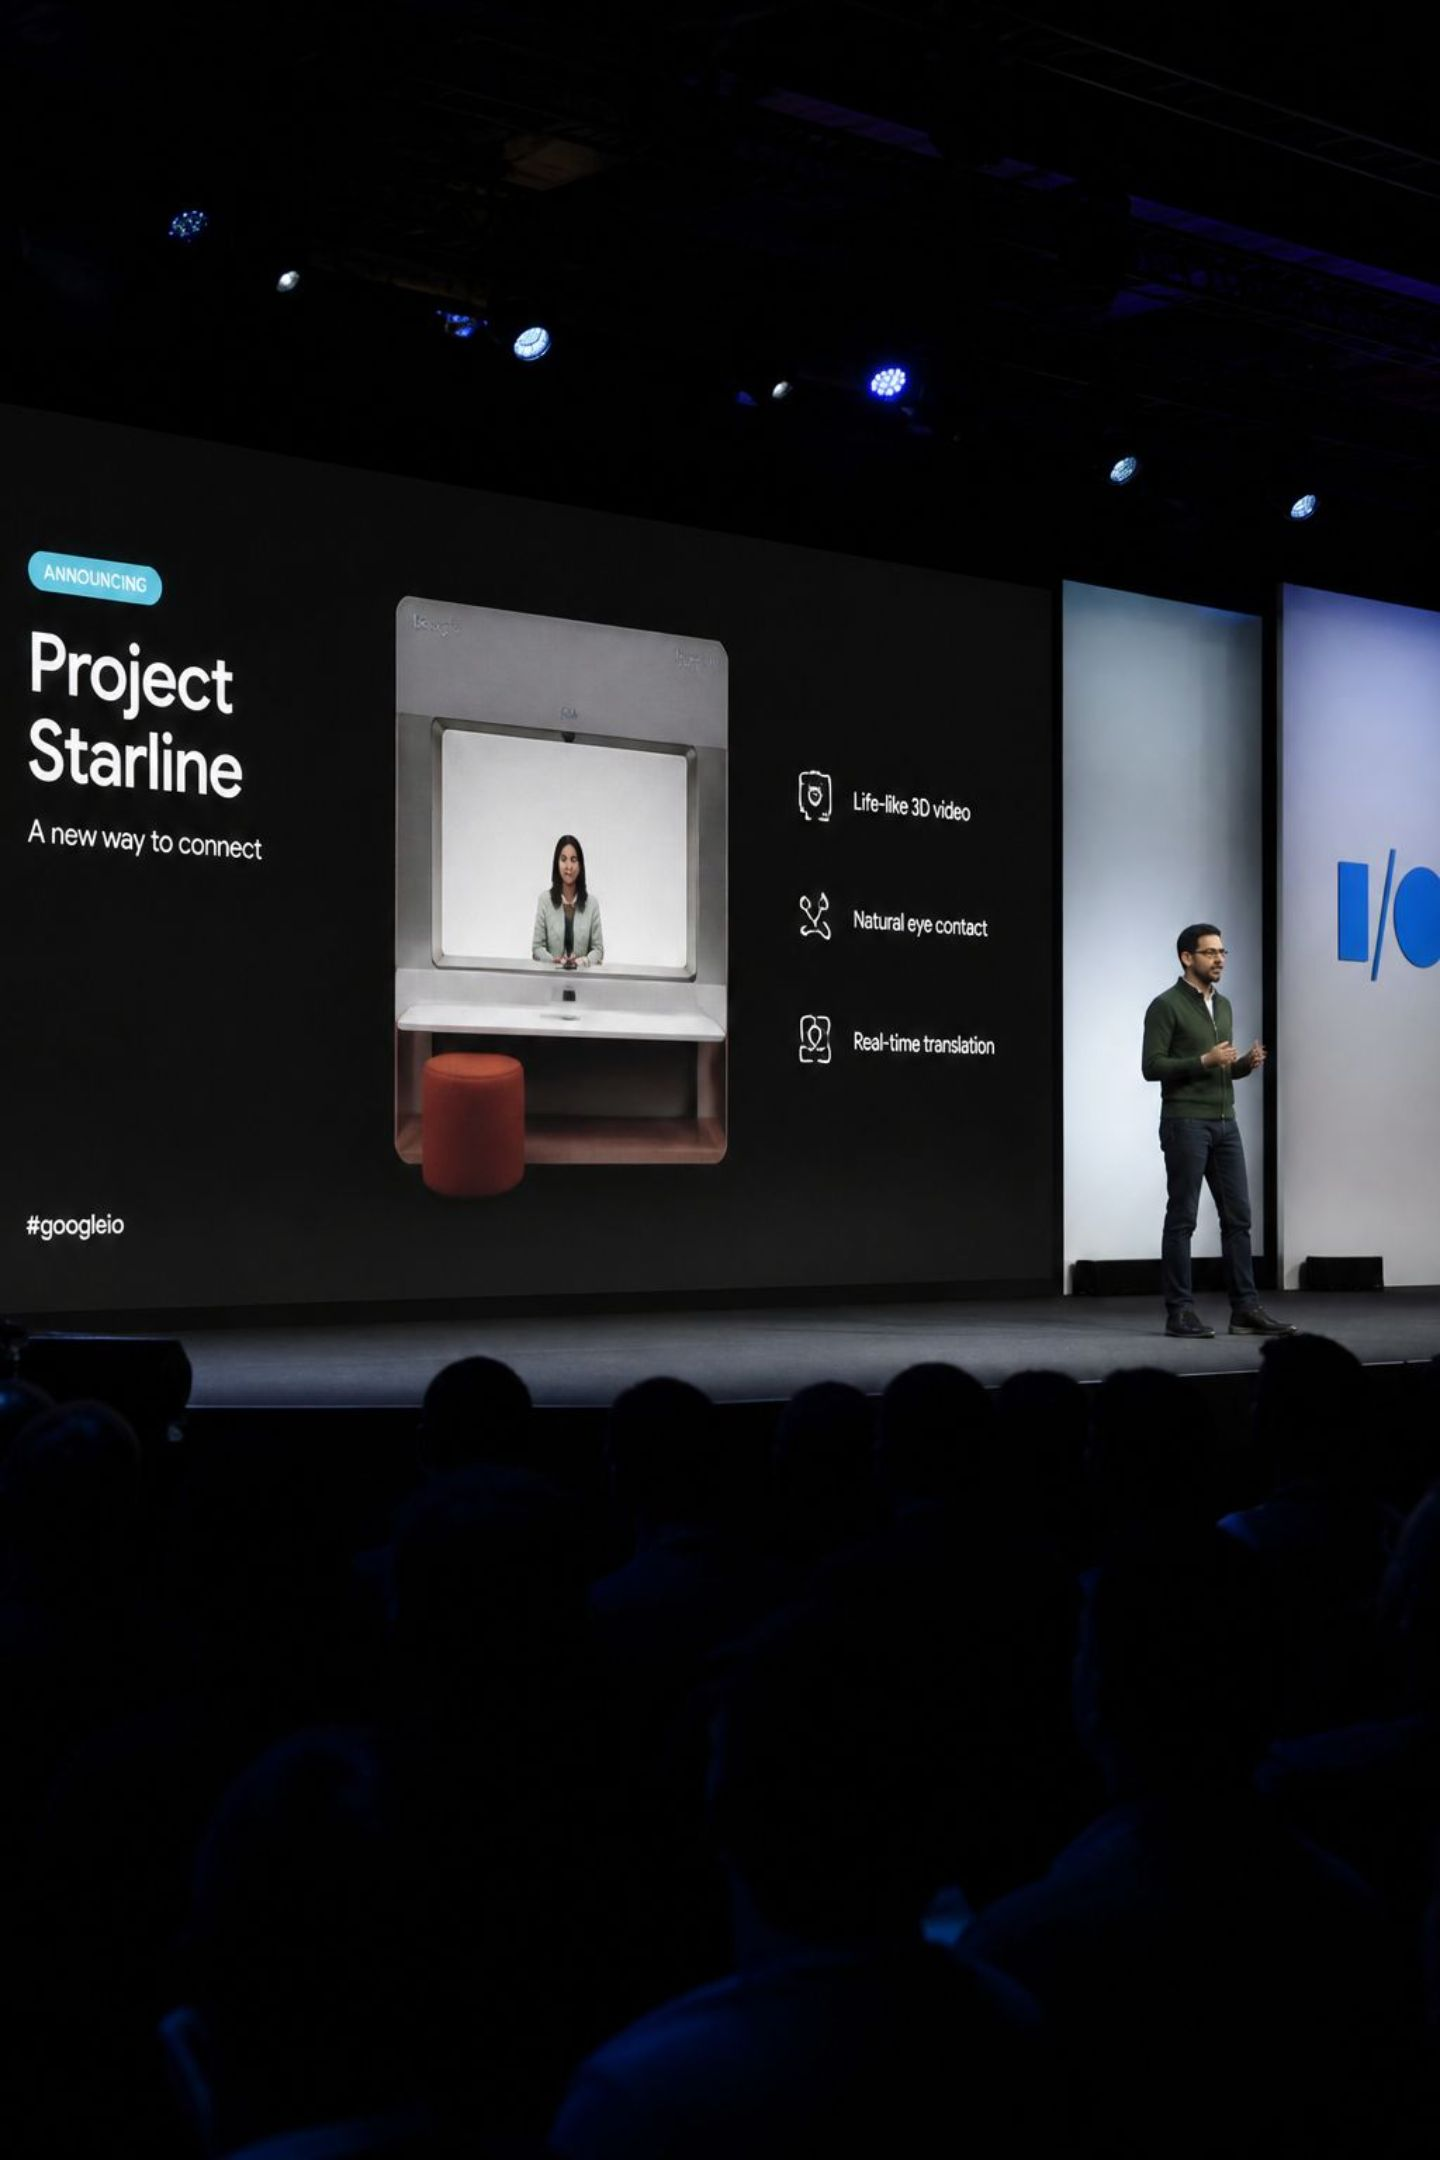 ANNOUNCING
Project
Starline
A new way to connect
Life-like 3D video
Natural eye contact
Real-time translation
#googleio
I/O